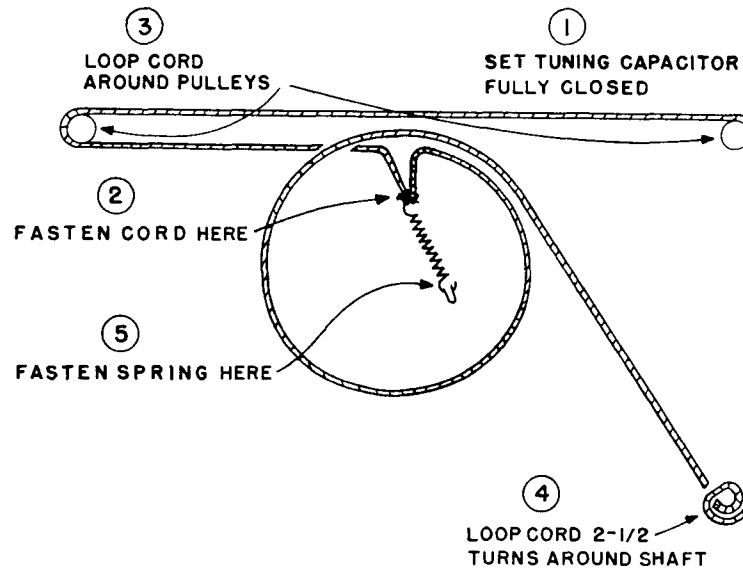 1
SET TUNING CAPACITOR
FULLY CLOSED
2
FASTEN CORD HERE
3
LOOP CORD
AROUND PULLEYS
4
LOOP CORD 2-1/2
TURNS AROUND SHAFT
5
FASTEN SPRING HERE